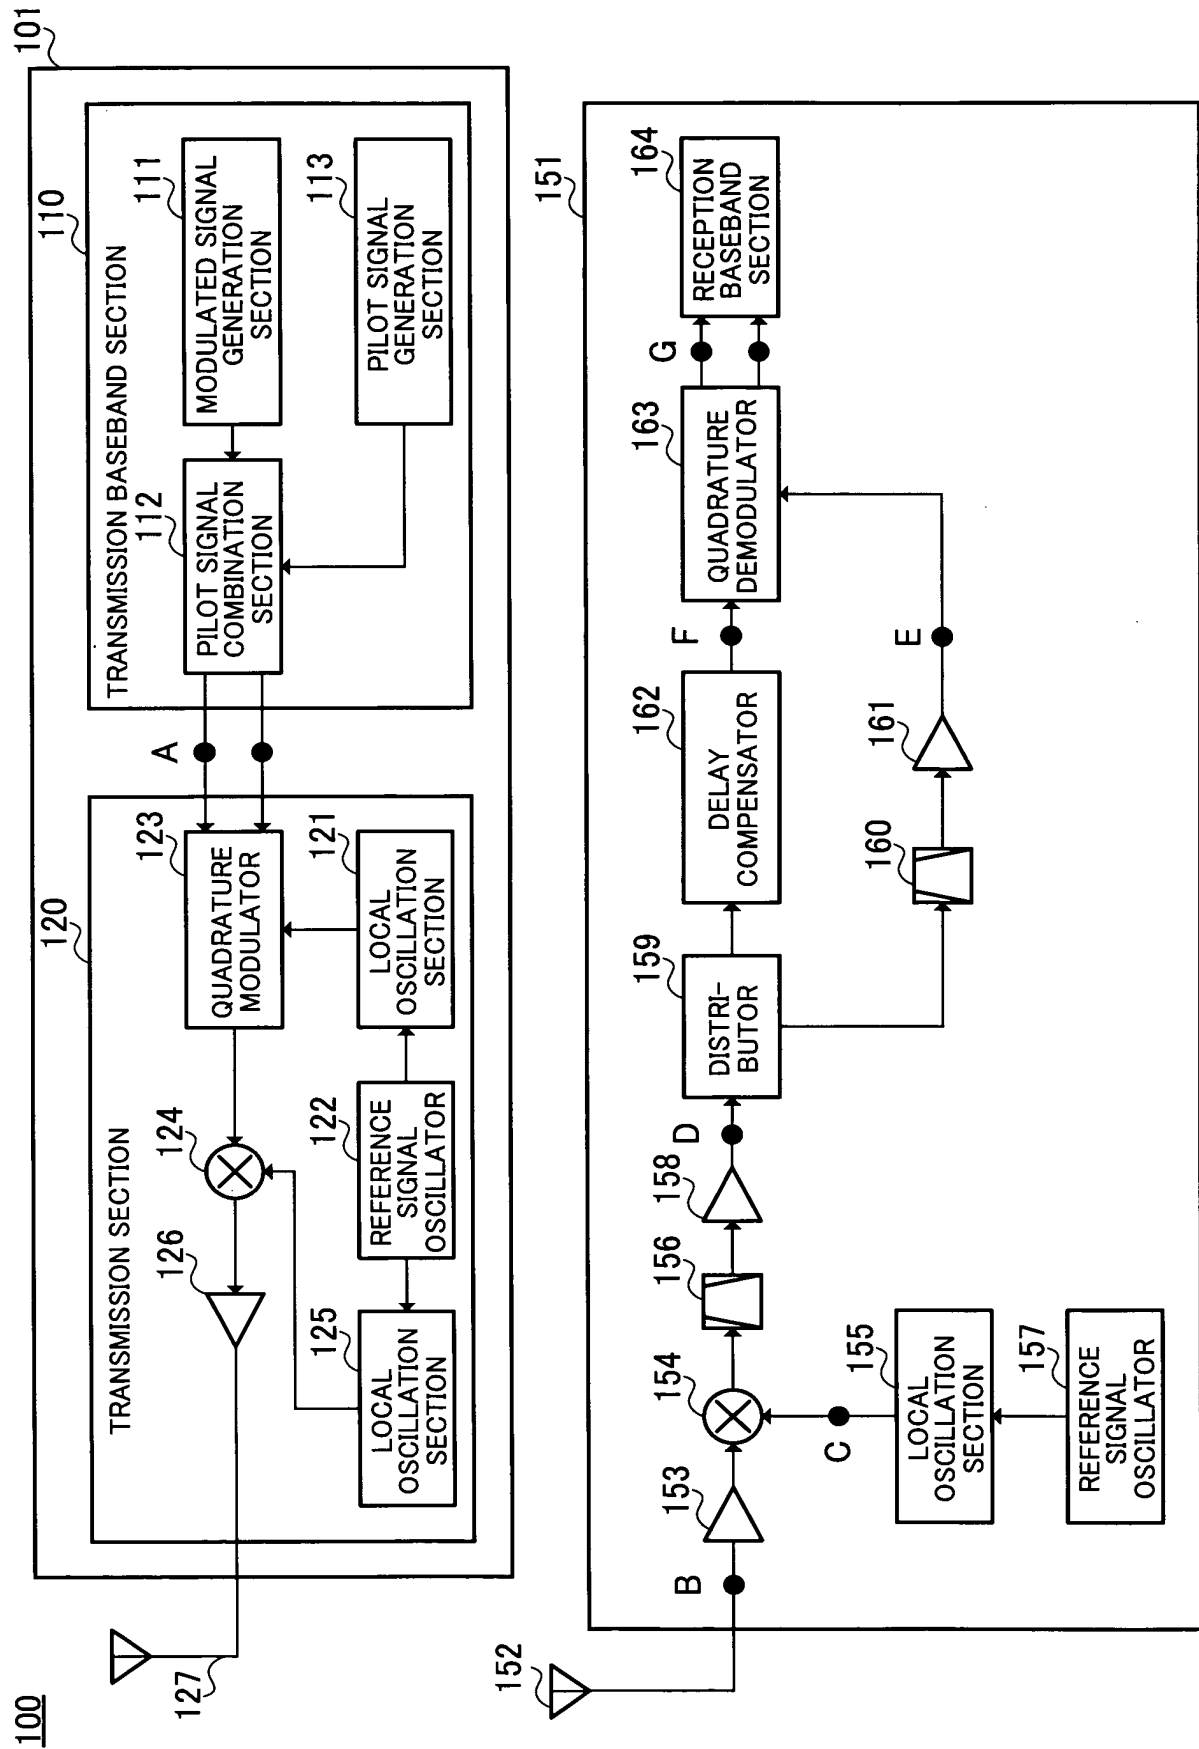 100
101
110
TRANSMISSION BASEBAND SECTION
111
MODULATED SIGNAL
GENERATION
SECTION
112
PILOT SIGNAL
COMBINATION
SECTION
113
PILOT SIGNAL
GENERATION
SECTION
A
120
TRANSMISSION SECTION
123
QUADRATURE
MODULATOR
121
LOCAL
OSCILLATION
SECTION
124
122
REFERENCE
SIGNAL
OSCILLATOR
126
125
LOCAL
OSCILLATION
SECTION
127
151
152
B
153
154
C
155
LOCAL
OSCILLATION
SECTION
157
REFERENCE
SIGNAL
OSCILLATOR
156
158
D
159
DISTRI-
BUTOR
162
DELAY
COMPENSATOR
160
161
E
F
163
QUADRATURE
DEMODULATOR
G
164
RECEPTION
BASEBAND
SECTION